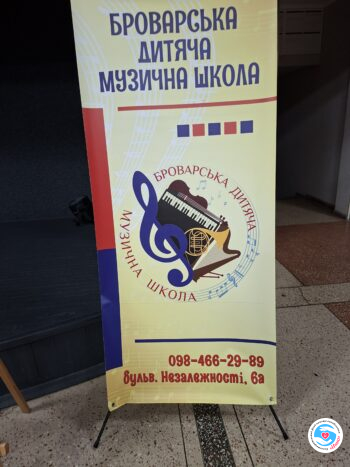 БРОВАРСЬКА
ДИТЯЧА
МУЗИЧНА ШКОЛА
БРОВАРСЬКА ДИТЯЧА
МУЗИЧНА ШКОЛА
098-466-29-89
бульв. Незалежності, 6а